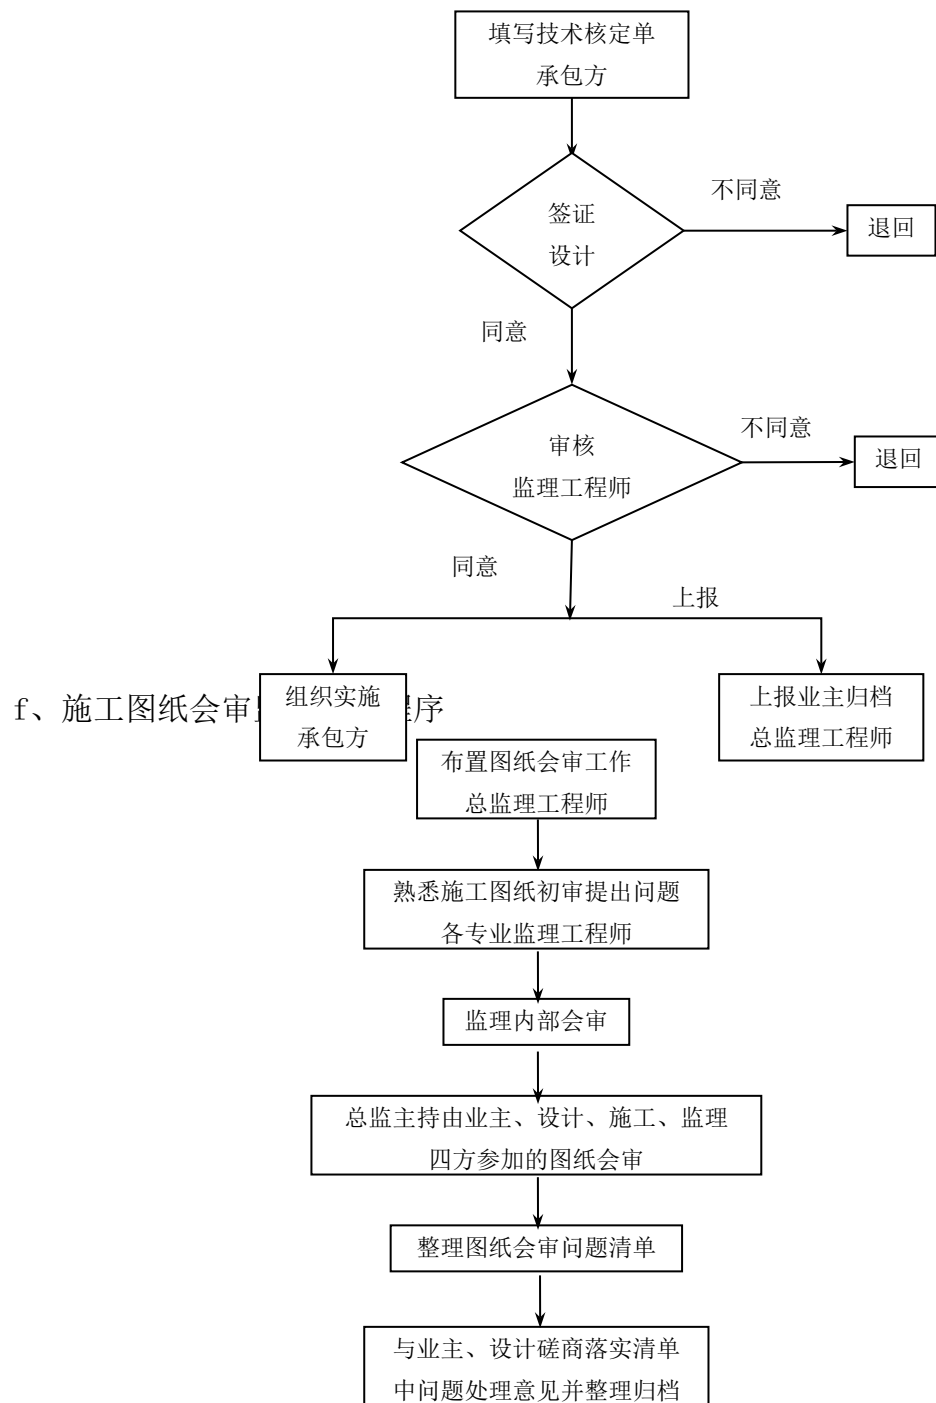 填写技术核定单
承包方
不同意
签证
设计
退回
同意
不同意
审核
监理工程师
退回
同意
上报
组织实施
承包方
上报业主归档
总监理工程师
f、施工图纸会审 程序
布置图纸会审工作
总监理工程师
熟悉施工图纸初审提出问题
各专业监理工程师
监理内部会审
总监主持由业主、设计、施工、监理
四方参加的图纸会审
整理图纸会审问题清单
与业主、设计磋商落实清单
中问题处理意见并整理归档